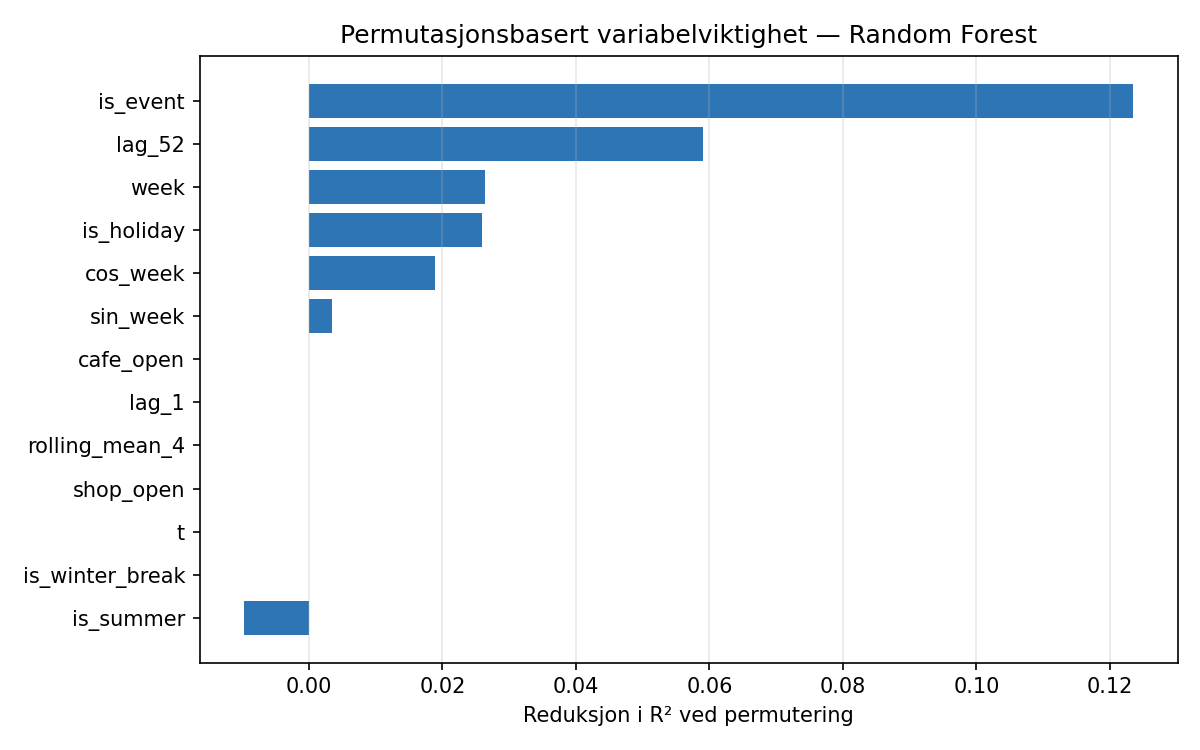 Permutasjonsbasert variabelviktighet — Random Forest
is_event
lag_52
week
is_holiday
cos_week
sin_week
cafe_open
lag_1
rolling_mean_4
shop_open
t
is_winter_break
is_summer
0.00 0.02 0.04 0.06 0.08 0.10 0.12
Reduksjon i R² ved permutering